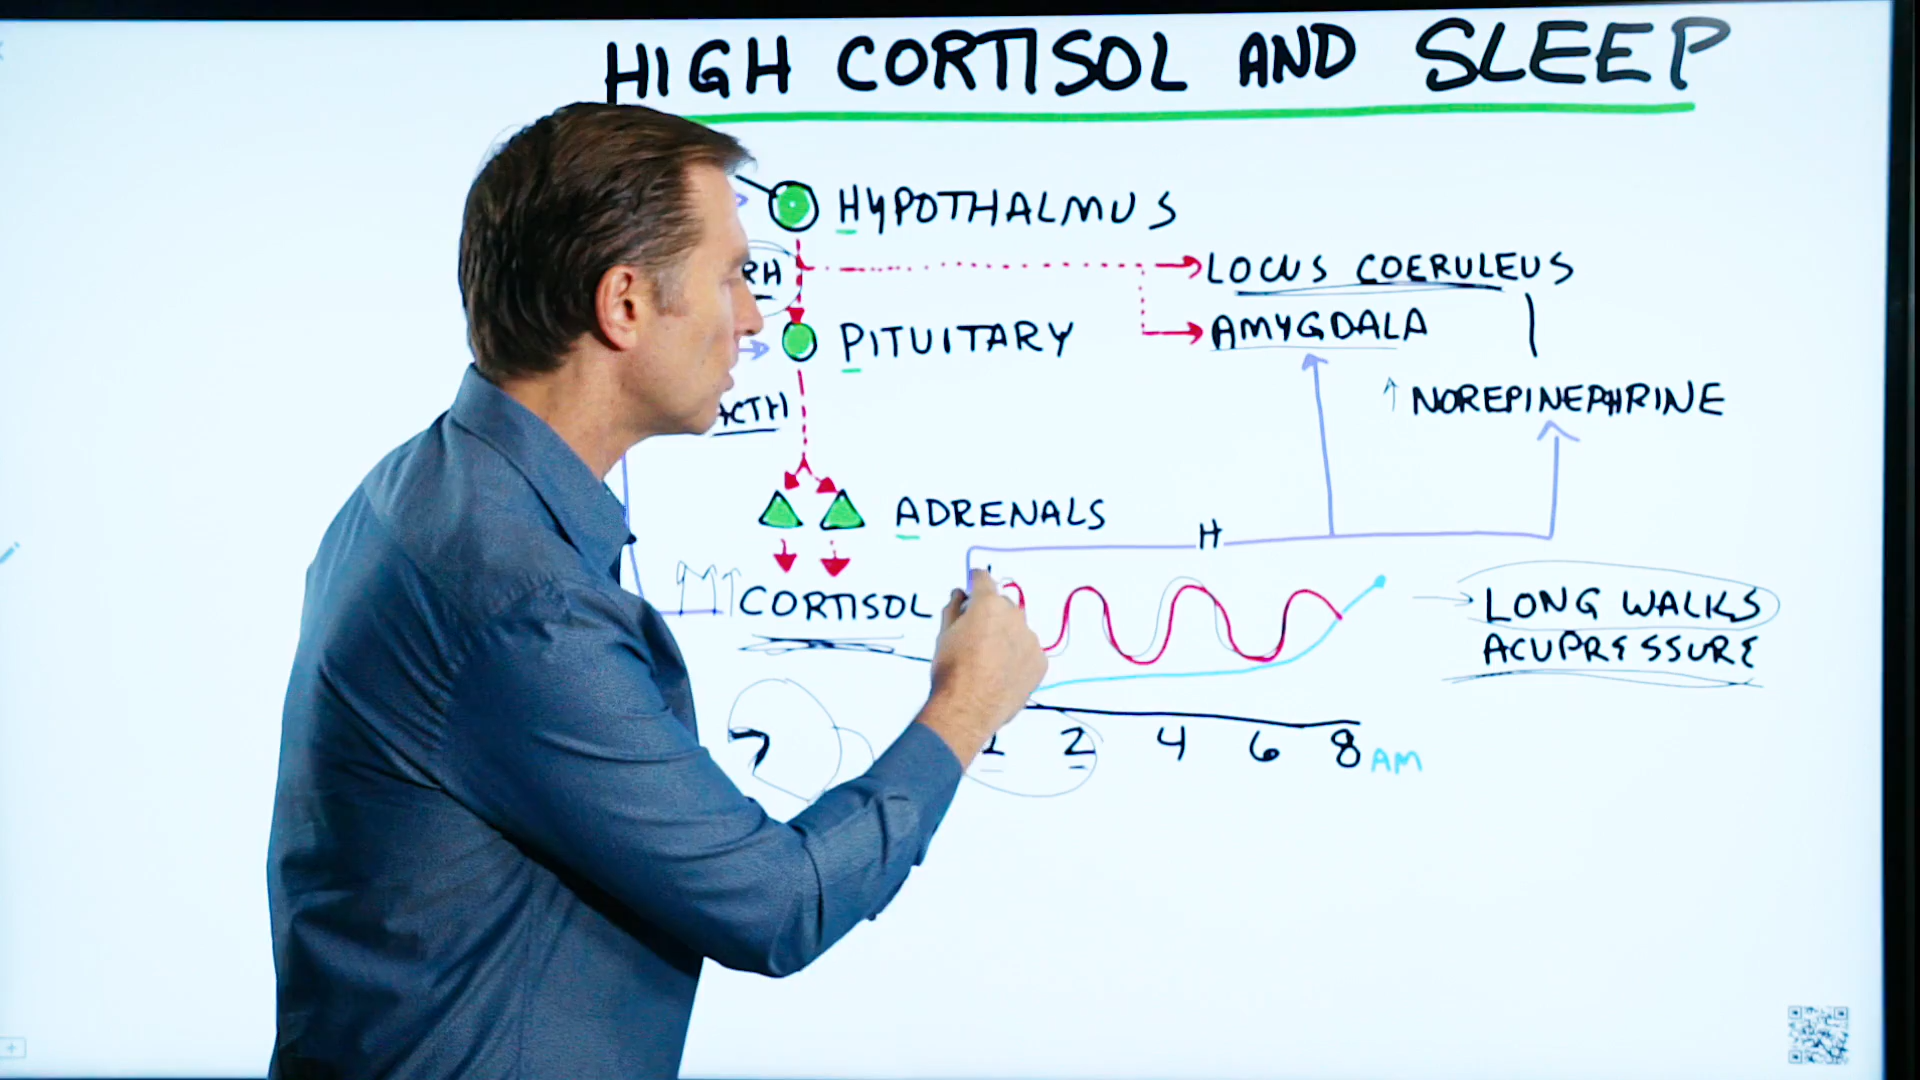 HIGH CORTISOL AND SLEEP
HYPOTHALMUS
RH
LOCUS COERULEUS
AMYGDALA
PITUITARY
↑ NOREPINEPHRINE
ACTH
ADRENALS
H
↑ CORTISOL
LONG WALKS
ACUPRESSURE
1 2 4 6 8 AM